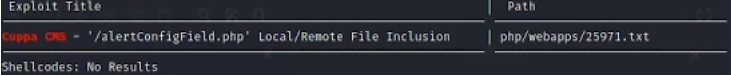 Exploit Title | Path
Cuppa CMS - '/alertConfigField.php' Local/Remote File Inclusion | php/webapps/25971.txt
Shellcodes: No Results